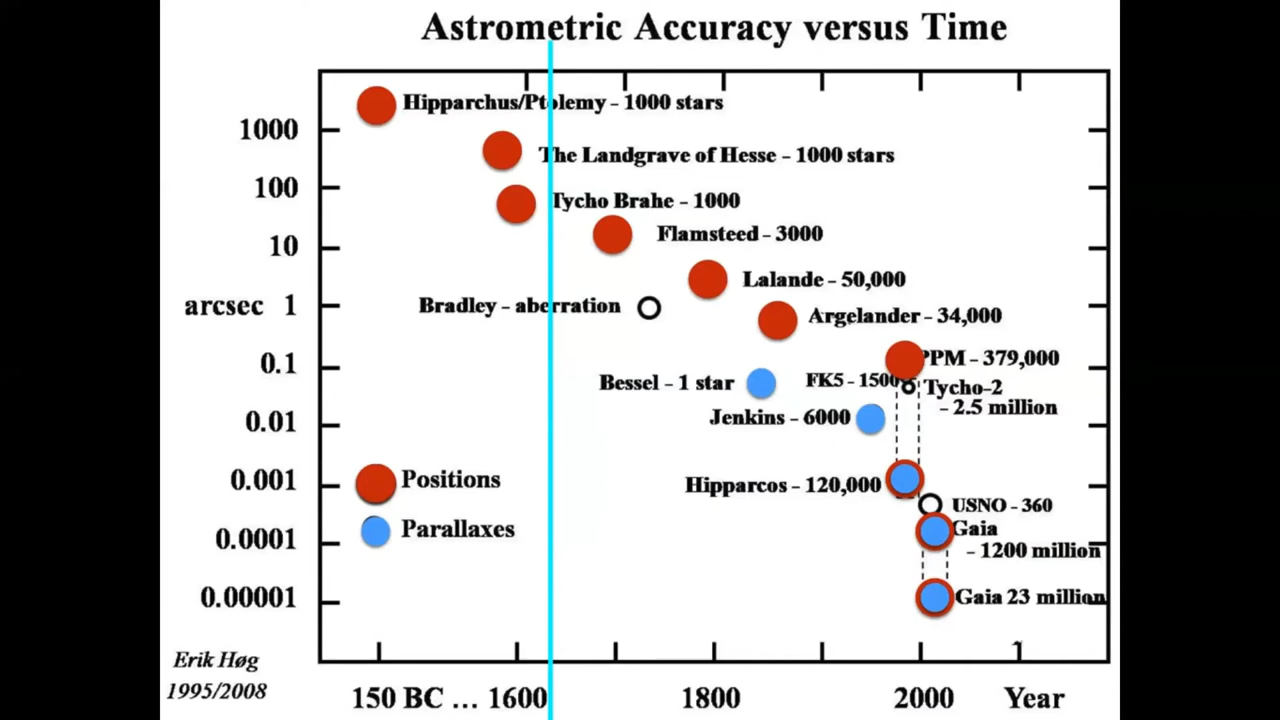 Astrometric Accuracy versus Time
Hipparchus/Ptolemy - 1000 stars
1000
The Landgrave of Hesse - 1000 stars
100
Tycho Brahe - 1000
10
Flamsteed - 3000
Lalande - 50,000
arcsec 1
Bradley - aberration
Argelander - 34,000
0.1
PPM - 379,000
Bessel - 1 star
FK5 - 1500
Tycho-2
- 2.5 million
0.01
Jenkins - 6000
0.001
Positions
Hipparcos - 120,000
USNO - 360
Parallaxes
0.0001
Gaia
- 1200 million
0.00001
Gaia 23 million
Erik Høg
1995/2008
150 BC ... 1600
1800
2000
Year